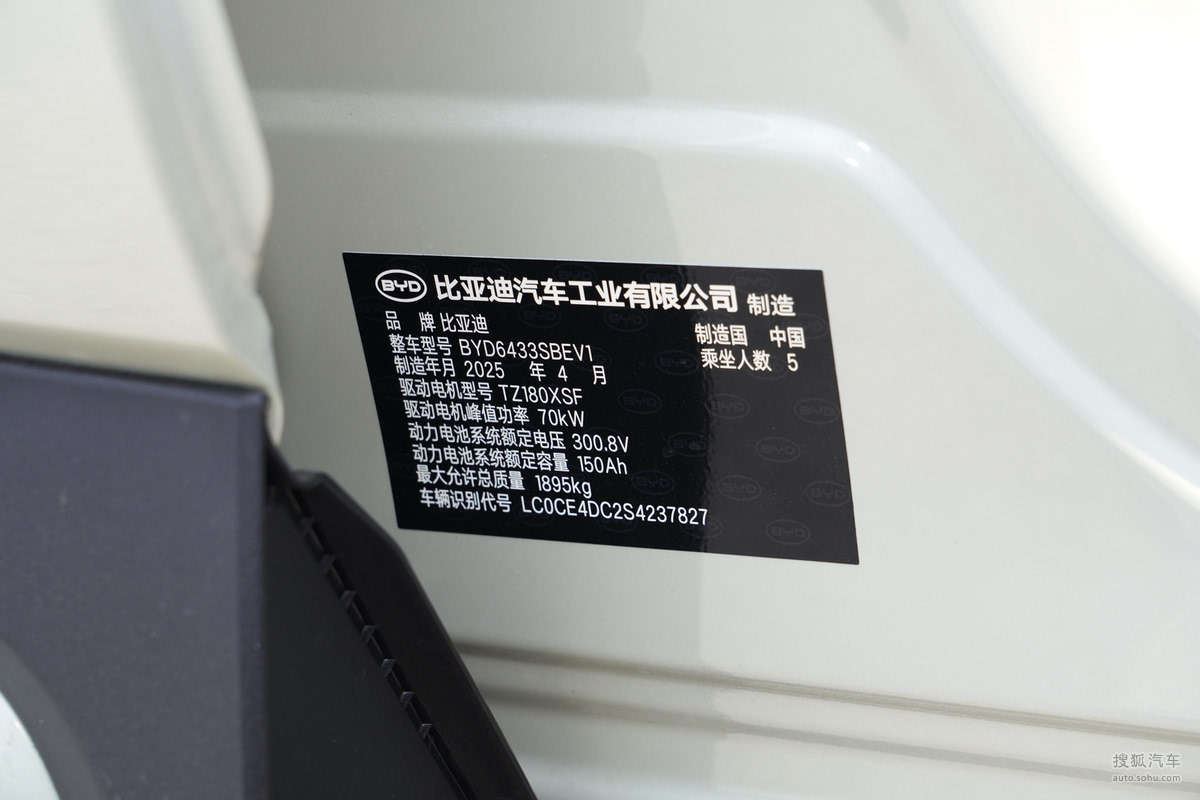 BYD 比亚迪汽车工业有限公司 制造
品 牌 比亚迪
制造国 中国
整车型号 BYD6433SBEV1
乘坐人数 5
制造年月 2025 年 4 月
驱动电机型号 TZ180XSF
驱动电机峰值功率 70kW
动力电池系统额定电压 300.8V
动力电池系统额定容量 150Ah
最大允许总质量 1895kg
车辆识别代号 LC0CE4DC2S4237827
搜狐汽车
auto.sohu.com